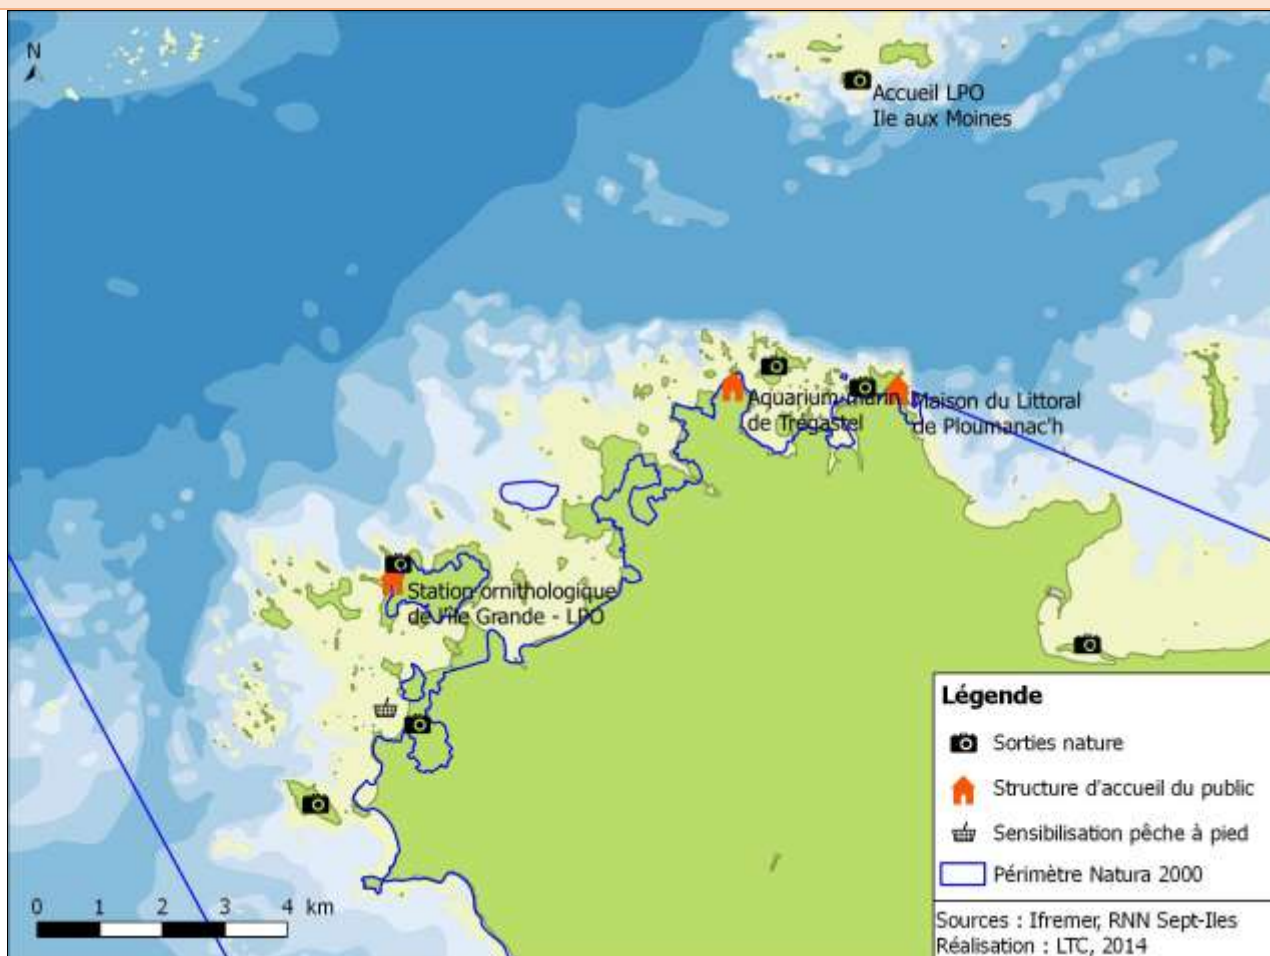 N
Accueil LPO
Ile aux Moines
Aquarium marin
de Trégastel
Maison du Littoral
de Ploumanac'h
Station ornithologique
de l'île Grande - LPO
Légende
Sorties nature
Structure d'accueil du public
Sensibilisation pêche à pied
Périmètre Natura 2000
0 1 2 3 4 km
Sources : Ifremer, RNN Sept-Iles
Réalisation : LTC, 2014